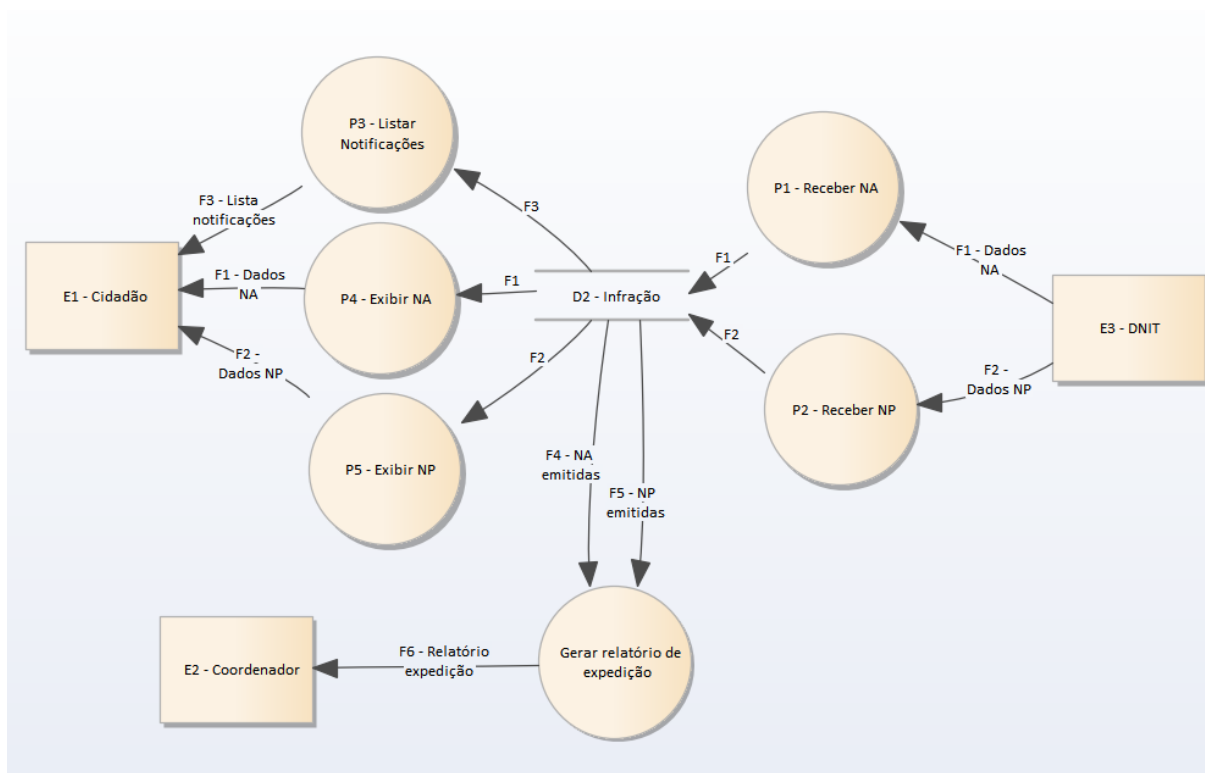 P3 - Listar
Notificações
P1 - Receber NA
F3 - Lista
notificações
F3
F1 - Dados
NA
F1
E1 - Cidadão
F1 - Dados
NA
P4 - Exibir NA
F1
D2 - Infração
E3 - DNIT
F2 -
Dados NP
F2
F2
F2 -
Dados NP
P2 - Receber NP
P5 - Exibir NP
F4 - NA
emitidas
F5 - NP
emitidas
E2 - Coordenador
F6 - Relatório
expedição
Gerar relatório de
expedição